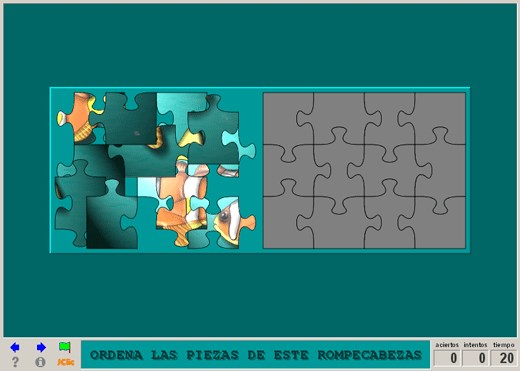 aciertos intentos tiempo
0 0 20
JClic
ORDENA LAS PIEZAS DE ESTE ROMPECABEZAS